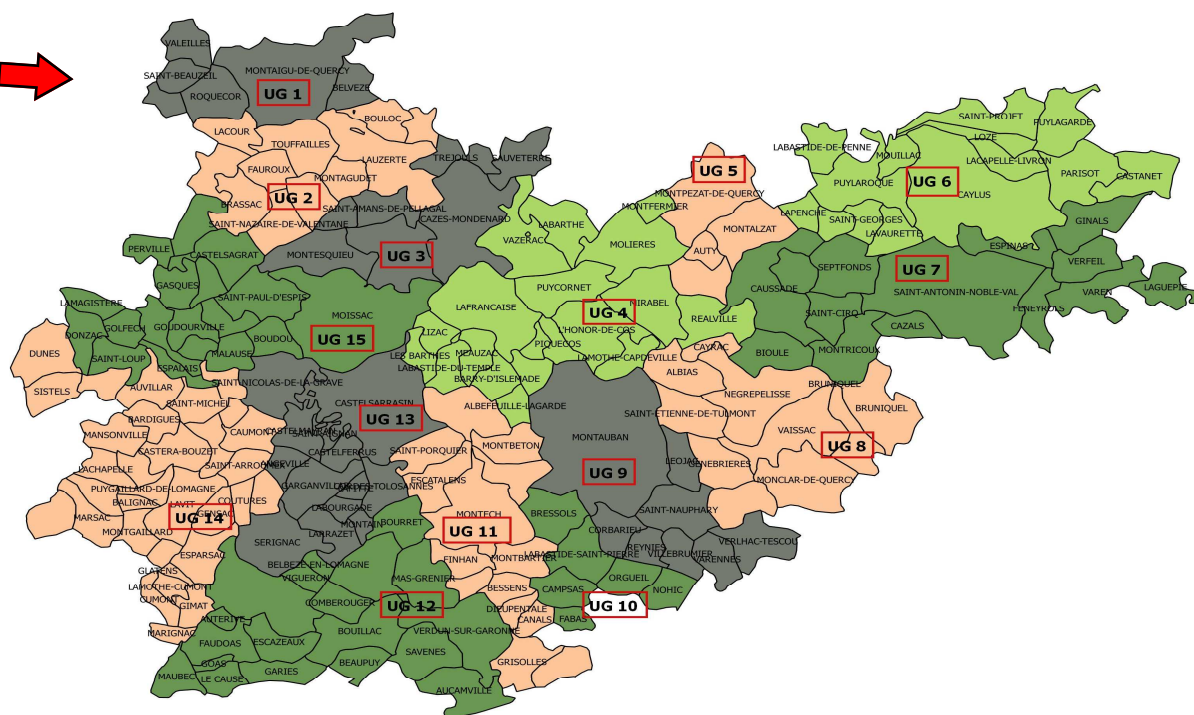 VALEILLES
SAINT-BEAUZEIL
MONTAIGU-DE-QUERCY
ROQUECOR
UG 1
BELVEZE
LACOUR
BOULOC
TOUFFAILLES
LAUZERTE
FAUROUX
MONTAGUDET
BRASSAC
UG 2
SAINT-NAZAIRE-DE-VALENTANE
TREJOULS
SAUVETERRE
SAINT-AMANS-DE-PELLAGAL
CAZES-MONDENARD
MONTESQUIEU
UG 3
UG 5
MONTPEZAT-DE-QUERCY
MONTFERMIER
MONTALZAT
AUTY
SAINT-PROJET
PUYLAGARDE
LABASTIDE-DE-PENNE
LOZE
MOUILLAC
LACAPELLE-LIVRON
PARISOT
CASTANET
PUYLAROQUE
UG 6
CAYLUS
LAPENCHE
SAINT-GEORGES
LAVAURETTE
GINALS
ESPINAS
VERFEIL
SEPTFONDS
UG 7
CAUSSADE
SAINT-ANTONIN-NOBLE-VAL
VAREN
LAGUEPIE
FENEYROLS
SAINT-CIRQ
CAZALS
BIOULE
MONTRICOUX
LABARTHE
VAZERAC
MOLIERES
PUYCORNET
LAFRANCAISE
UG 4
MIRABEL
REALVILLE
LIZAC
L'HONOR-DE-COS
PIQUECOS
LES BARTHES
MEAUZAC
LAMOTHE-CAPDEVILLE
LABASTIDE-DU-TEMPLE
BARRY-D'ISLEMADE
ALBEFEUILLE-LAGARDE
PERVILLE
CASTELSAGRAT
GASQUES
SAINT-PAUL-D'ESPIS
LAMAGISTERE
MOISSAC
DONZAC
GOLFECH
GOUDOURVILLE
BOUDOU
UG 15
SAINT-LOUP
MALAUSE
ESPALAIS
DUNES
SISTELS
AUVILLAR
SAINT-MICHEL
BARDIGUES
CAUMONT
MANSONVILLE
CASTERA-BOUZET
LACHAPELLE
SAINT-ARROUMEX
PUYGAILLARD-DE-LOMAGNE
BALIGNAC
LAVIT
COUTURES
MARSAC
GENSAC
UG 14
MONTGAILLARD
ESPARSAC
GLATENS
LAMOTHE-CUMONT
CUMONT
GIMAT
MARIGNAC
SAINT-NICOLAS-DE-LA-GRAVE
CASTELSARRASIN
UG 13
CASTELMAYRAN
SAINT-AIGNAN
CASTELFERRUS
ANGEVILLE
GARGANVILLAR
CORDES-TOLOSANNES
LAFITTE
LABOURGADE
MONTAIN
LARRAZET
SERIGNAC
CAYRAC
ALBIAS
NEGREPELISSE
BRUNIQUEL
BRUNIQUEL
SAINT-ETIENNE-DE-TULMONT
VAISSAC
UG 8
GENEBRIERES
MONCLAR-DE-QUERCY
MONTAUBAN
UG 9
LEOJAC
SAINT-NAUPHARY
CORBARIEU
REYNIES
VILLEBRUMIER
VERLHAC-TESCOU
VARENNES
MONTBETON
SAINT-PORQUIER
ESCATALENS
MONTECH
UG 11
FINHAN
MONTBARTIER
BESSENS
DIEUPENTALE
CANALS
GRISOLLES
BRESSOLS
LABASTIDE-SAINT-PIERRE
ORGUEIL
NOHIC
CAMPSAS
UG 10
FABAS
BOURRET
BELBEZE-EN-LOMAGNE
VIGUERON
MAS-GRENIER
COMBEROUGER
UG 12
AUTERIVE
BOUILLAC
VERDUN-SUR-GARONNE
FAUDOAS
ESCAZEAUX
SAVENES
GOAS
BEAUPUY
MAUBEC
LE CAUSE
GARIES
AUCAMVILLE